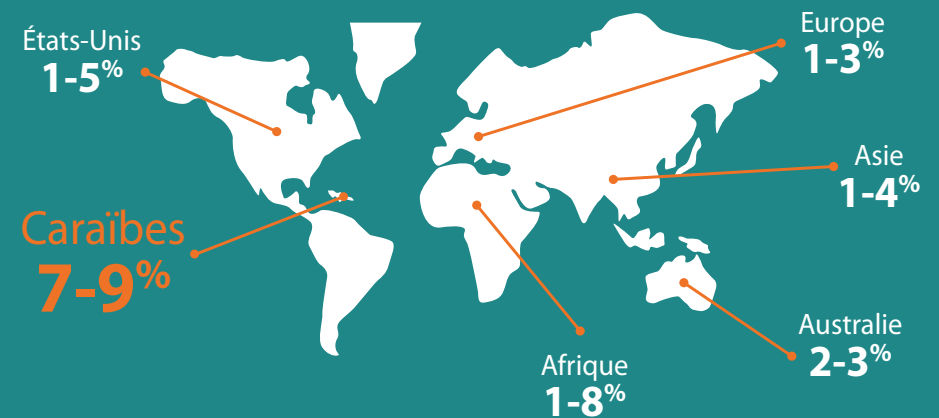 États-Unis
1-5%
Europe
1-3%
Asie
1-4%
Caraïbes
7-9%
Australie
2-3%
Afrique
1-8%